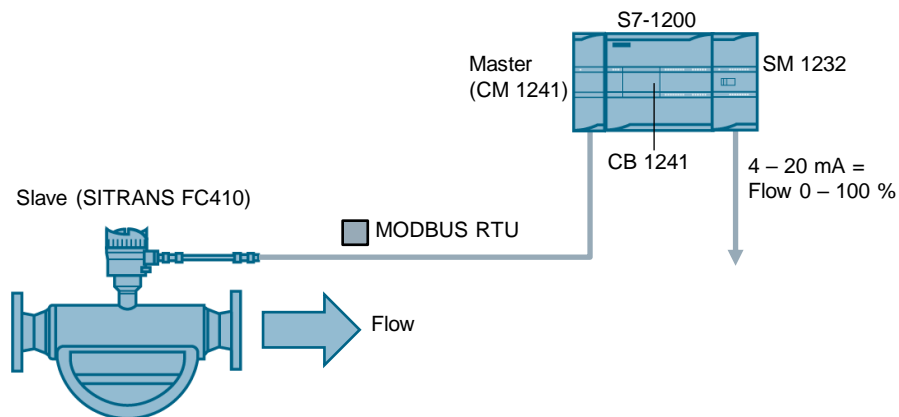 S7-1200
Master
(CM 1241)
SM 1232
CB 1241
4 – 20 mA =
Flow 0 – 100 %
Slave (SITRANS FC410)
MODBUS RTU
Flow